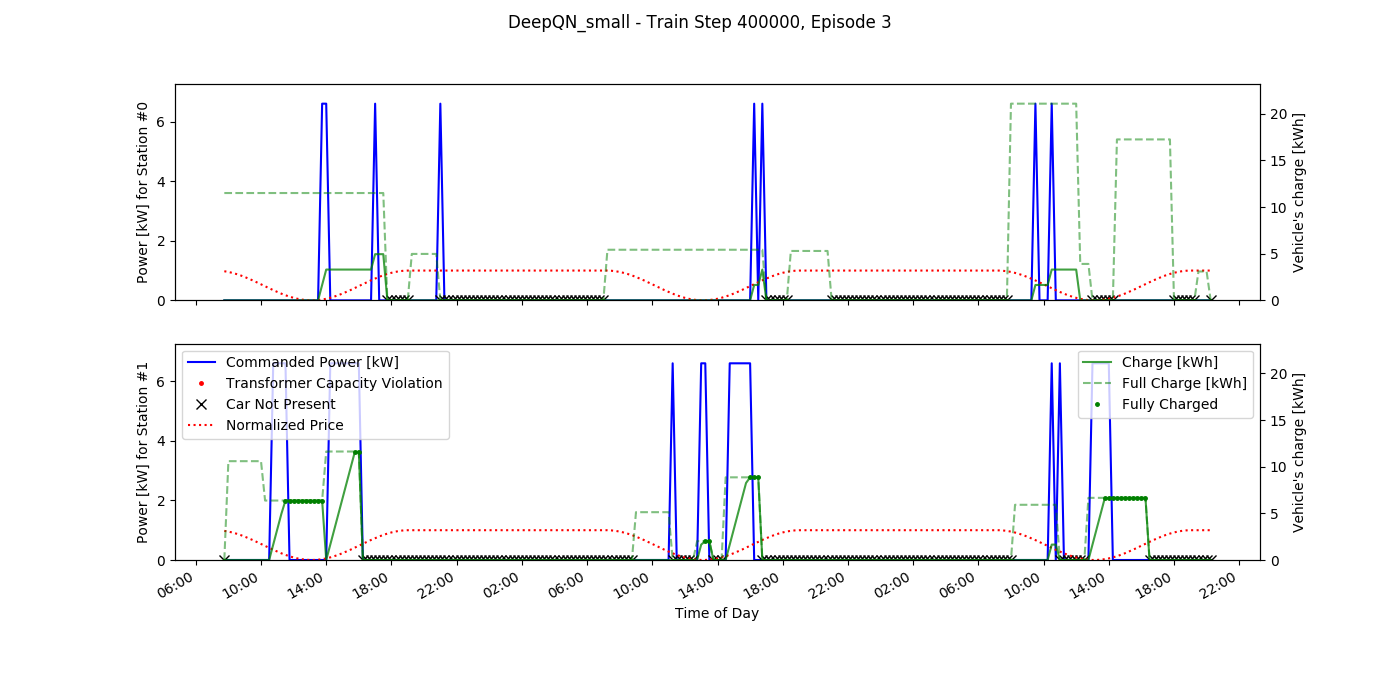 DeepQN_small - Train Step 400000, Episode 3
Power [kW] for Station #0
0
2
4
6
0
5
10
15
20
Vehicle's charge [kWh]
Power [kW] for Station #1
0
2
4
6
Commanded Power [kW]
Transformer Capacity Violation
Car Not Present
Normalized Price
Charge [kWh]
Full Charge [kWh]
Fully Charged
0
5
10
15
20
Vehicle's charge [kWh]
06:00 10:00 14:00 18:00 22:00 02:00 06:00 10:00 14:00 18:00 22:00 02:00 06:00 10:00 14:00 18:00 22:00
Time of Day